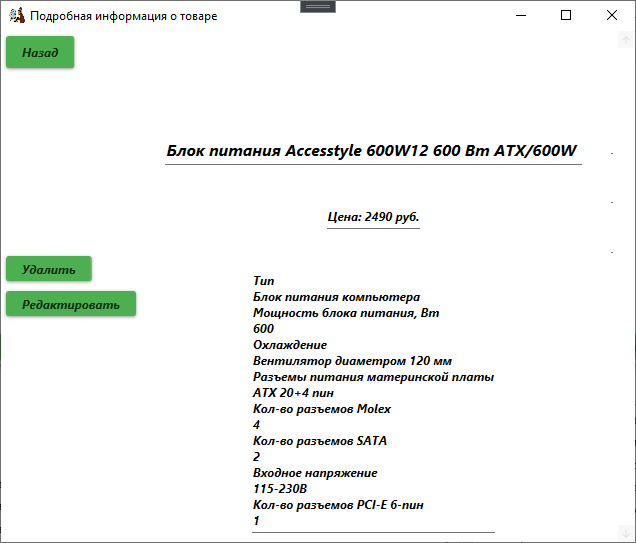 Подробная информация о товаре
Назад
Блок питания Accesstyle 600W12 600 Вт ATX/600W
Цена: 2490 руб.
Удалить
Редактировать
Тип
Блок питания компьютера
Мощность блока питания, Вт
600
Охлаждение
Вентилятор диаметром 120 мм
Разъемы питания материнской платы
ATX 20+4 пин
Кол-во разъемов Molex
4
Кол-во разъемов SATA
2
Входное напряжение
115-230В
Кол-во разъемов PCI-E 6-пин
1